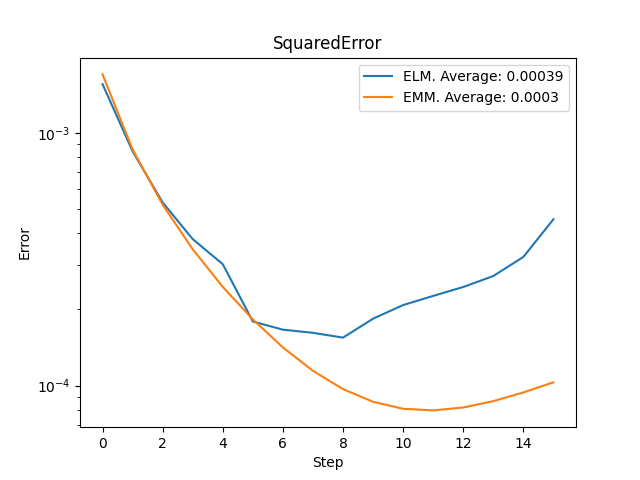 SquaredError
ELM. Average: 0.00039
EMM. Average: 0.0003
10⁻³
10⁻⁴
Error
0 2 4 6 8 10 12 14
Step